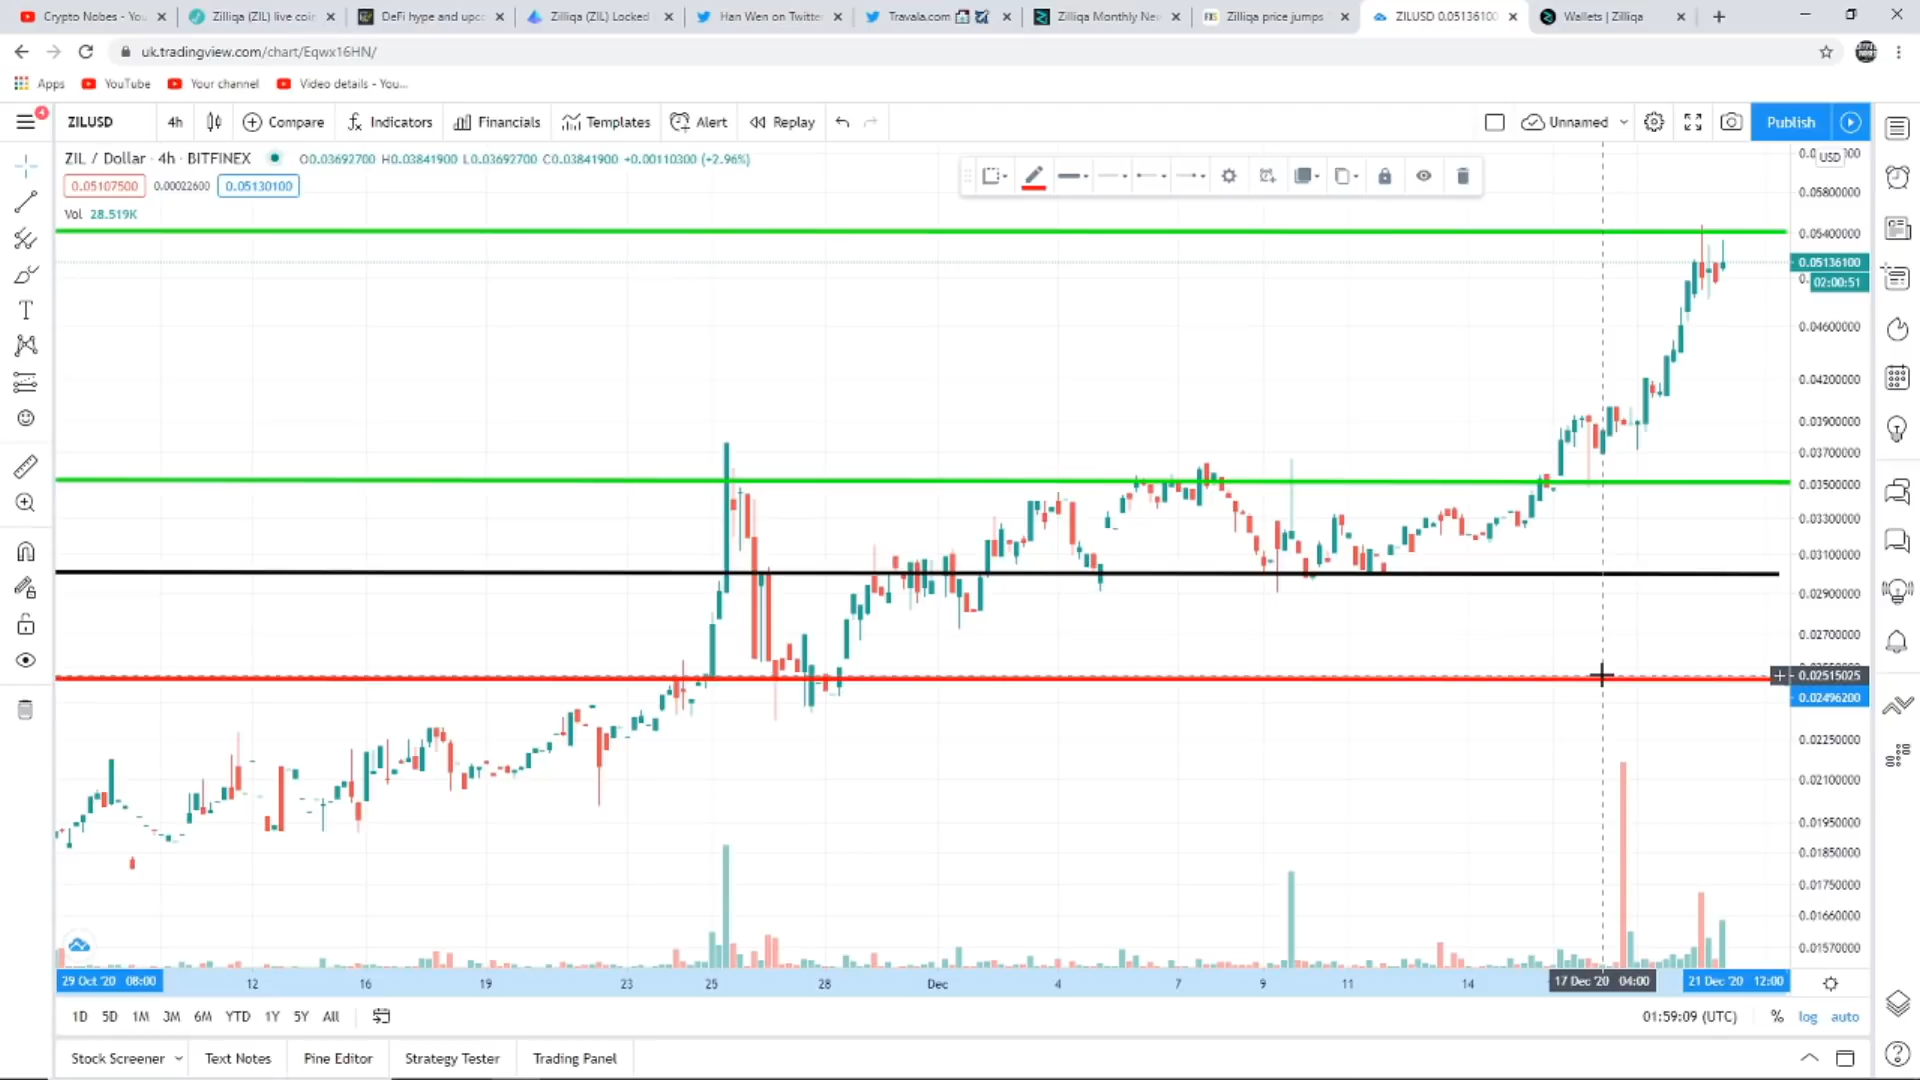 Crypto Nobes - You
Zilliqa (ZIL) live coin
DeFi hype and upco
Zilliqa (ZIL) Locked
Han Wen on Twitter
Travala.com
Zilliqa Monthly Ne
Zilliqa price jumps
ZILUSD 0.05136100
Wallets | Zilliqa
uk.tradingview.com/chart/Eqwx16HN/
Apps
YouTube
Your channel
Video details - You...
4
ZILUSD
4h
Compare
Indicators
Financials
Templates
Alert
Replay
Unnamed
Publish
ZIL / Dollar · 4h · BITFINEX
O0.03692700 H0.03841900 L0.03692700 C0.03841900 +0.00110300 (+2.96%)
USD
0.05107500
0.00022600
0.05130100
Vol 28.519K
0.05800000
0.05400000
0.05136100
02:00:51
0.04600000
0.04200000
0.03900000
0.03700000
0.03500000
0.03300000
0.03100000
0.02900000
0.02700000
0.02515025
0.02496200
0.02250000
0.02100000
0.01950000
0.01850000
0.01750000
0.01660000
0.01570000
29 Oct '20 08:00
12
16
19
23
25
28
Dec
4
7
9
11
14
17 Dec '20 04:00
21 Dec '20 12:00
1D
5D
1M
3M
6M
YTD
1Y
5Y
All
01:59:09 (UTC)
%
log
auto
Stock Screener
Text Notes
Pine Editor
Strategy Tester
Trading Panel